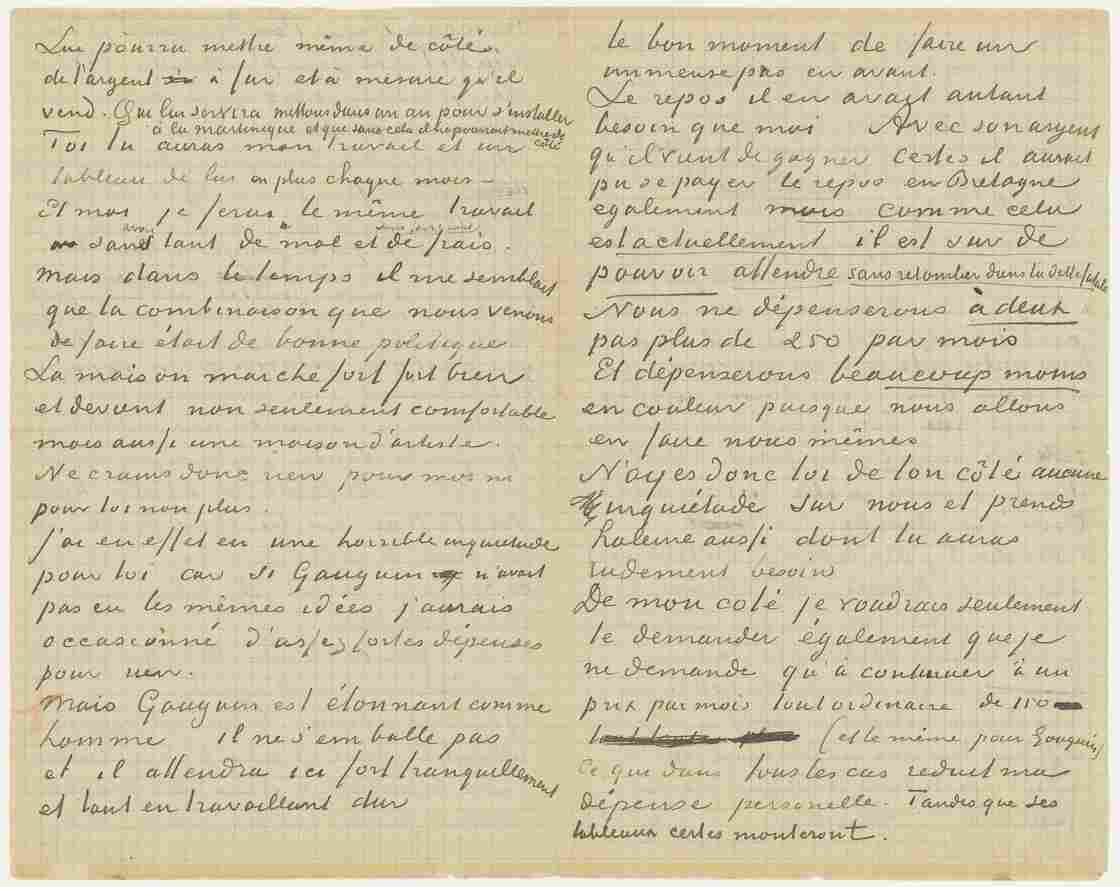 Lui pourra mettre même de côté
de l'argent à fur et à mesure qu'il
vend. Qui lui servira mettons dans un an pour s'installer
à la martinique et que sans cela il ne pourrait mettre de côté
Toi tu auras mon travail et un
tableau de lui en plus chaque mois –
Et moi je ferai le même travail
sans avoir tant de mal et de frais.
mais dans le temps il me semblait
que la combinaison que nous venons
de faire était de bonne politique
La maison marche fort fort bien
et devient non seulement comfortable
mais aussi une maison d'artiste.
Ne crains donc rien pour moi ni
pour toi non plus.
j'ai en effet eu une horrible inquiétude
pour toi car si Gauguin n'avait
pas eu les mêmes idées j'aurais
occasionné d'assez fortes dépenses
pour rien.
Mais Gauguin est étonnant comme
homme il ne s'emballe pas
et il attendra ici fort tranquillement
et tout en travaillant dur
le bon moment de faire un
immense pas en avant.
Le repos il en avait autant
besoin que moi Avec son argent
qu'il vient de gagner certes il aurait
pu se payer le repos en Bretagne
également mais comme cela
est actuellement il est sur de
pouvoir attendre sans retomber dans la dette fatale
Nous ne dépenserons à deux
pas plus de 250 par mois
Et dépenserons beaucoup moins
en couleur puisque nous allons
en faire nous mêmes
N'ayes donc toi de ton côté aucune
inquiétude sur nous et prends
haleine aussi dont tu auras
rudement besoin
De mon coté je voudrais seulement
te demander également que je
ne demande qu'à continuer à un
prix par mois tout ordinaire de 150
(et le même pour Gauguin)
Ce que dans tous les cas reduit ma
dépense personelle. Tandis que ses
tableaux certes monteront.